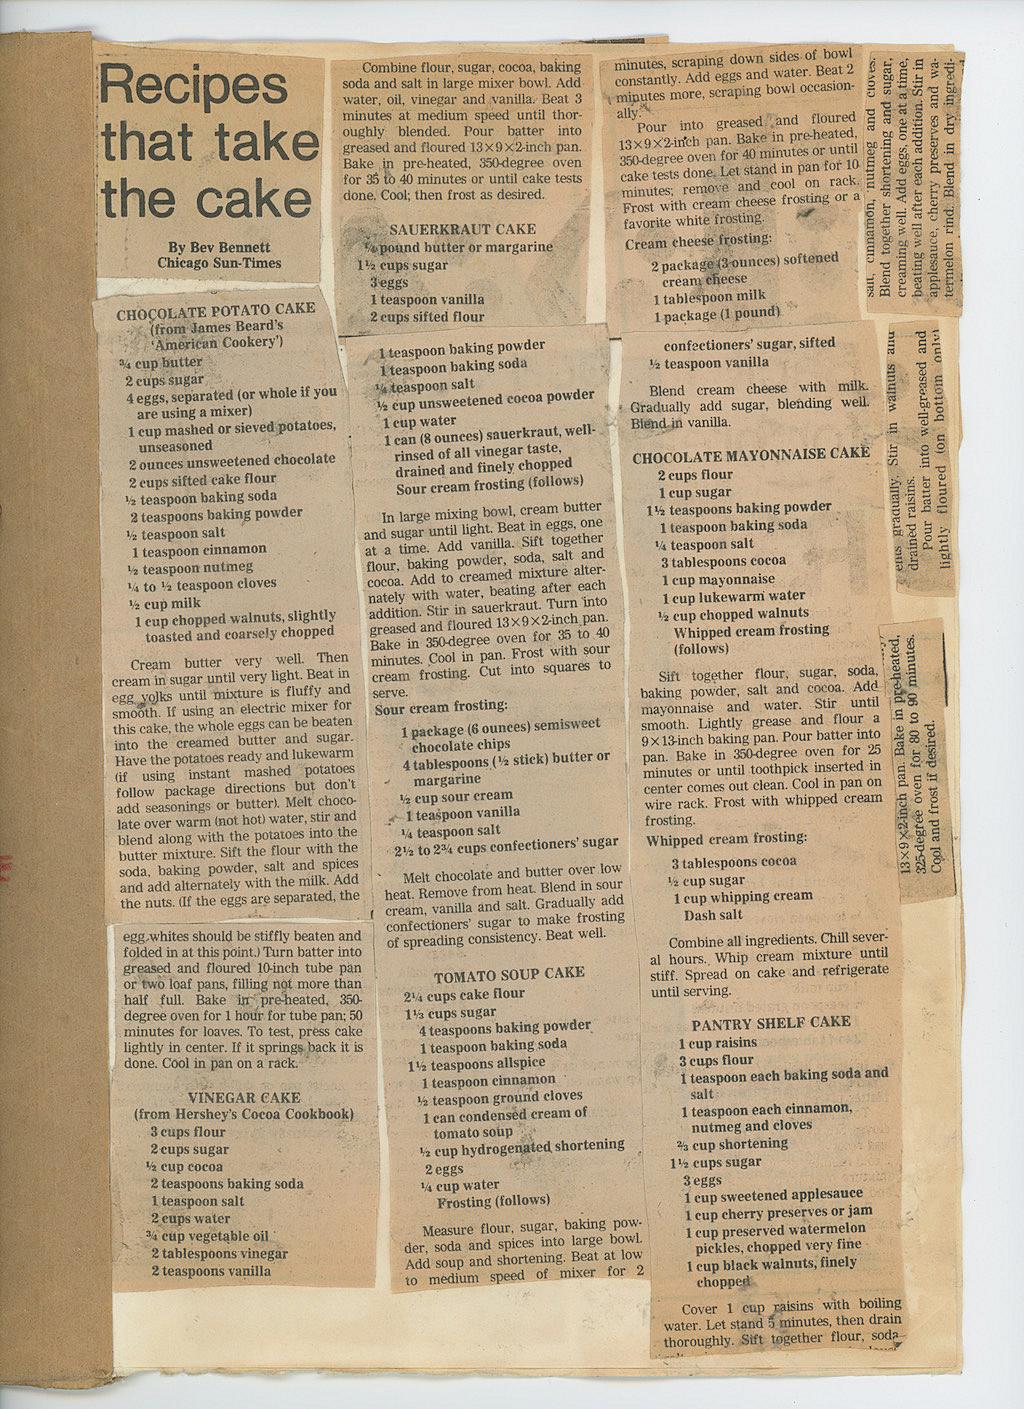 Recipes
that take
the cake
By Bev Bennett
Chicago Sun-Times
CHOCOLATE POTATO CAKE
(from James Beard's
'American Cookery')
¾ cup butter
2 cups sugar
4 eggs, separated (or whole if you
are using a mixer)
1 cup mashed or sieved potatoes,
unseasoned
2 ounces unsweetened chocolate
2 cups sifted cake flour
½ teaspoon baking soda
2 teaspoons baking powder
½ teaspoon salt
1 teaspoon cinnamon
½ teaspoon nutmeg
¼ to ½ teaspoon cloves
½ cup milk
1 cup chopped walnuts, slightly
toasted and coarsely chopped
Cream butter very well. Then
cream in sugar until very light. Beat in
egg yolks until mixture is fluffy and
smooth. If using an electric mixer for
this cake, the whole eggs can be beaten
into the creamed butter and sugar.
Have the potatoes ready and lukewarm
(if using instant mashed potatoes
follow package directions but don't
add seasonings or butter). Melt choco-
late over warm (not hot) water, stir and
blend along with the potatoes into the
butter mixture. Sift the flour with the
soda, baking powder, salt and spices
and add alternately with the milk. Add
the nuts. (If the eggs are separated, the
egg whites should be stiffly beaten and
folded in at this point.) Turn batter into
greased and floured 10-inch tube pan
or two loaf pans, filling not more than
half full. Bake in pre-heated, 350-
degree oven for 1 hour for tube pan; 50
minutes for loaves. To test, press cake
lightly in center. If it springs back it is
done. Cool in pan on a rack.
VINEGAR CAKE
(from Hershey's Cocoa Cookbook)
3 cups flour
2 cups sugar
½ cup cocoa
2 teaspoons baking soda
1 teaspoon salt
2 cups water
¾ cup vegetable oil
2 tablespoons vinegar
2 teaspoons vanilla
Combine flour, sugar, cocoa, baking
soda and salt in large mixer bowl. Add
water, oil, vinegar and vanilla. Beat 3
minutes at medium speed until thor-
oughly blended. Pour batter into
greased and floured 13×9×2-inch pan.
Bake in pre-heated, 350-degree oven
for 35 to 40 minutes or until cake tests
done. Cool; then frost as desired.
SAUERKRAUT CAKE
¼ pound butter or margarine
1½ cups sugar
3 eggs
1 teaspoon vanilla
2 cups sifted flour
1 teaspoon baking powder
1 teaspoon baking soda
¼ teaspoon salt
½ cup unsweetened cocoa powder
1 cup water
1 can (8 ounces) sauerkraut, well-
rinsed of all vinegar taste,
drained and finely chopped
Sour cream frosting (follows)
In large mixing bowl, cream butter
and sugar until light. Beat in eggs, one
at a time. Add vanilla. Sift together
flour, baking powder, soda, salt and
cocoa. Add to creamed mixture alter-
nately with water, beating after each
addition. Stir in sauerkraut. Turn into
greased and floured 13×9×2-inch pan.
Bake in 350-degree oven for 35 to 40
minutes. Cool in pan. Frost with sour
cream frosting. Cut into squares to
serve.
Sour cream frosting:
1 package (6 ounces) semisweet
chocolate chips
4 tablespoons (½ stick) butter or
margarine
½ cup sour cream
1 teaspoon vanilla
¼ teaspoon salt
2½ to 2¾ cups confectioners' sugar
Melt chocolate and butter over low
heat. Remove from heat. Blend in sour
cream, vanilla and salt. Gradually add
confectioners' sugar to make frosting
of spreading consistency. Beat well.
TOMATO SOUP CAKE
2¼ cups cake flour
1⅓ cups sugar
4 teaspoons baking powder
1 teaspoon baking soda
1½ teaspoons allspice
1 teaspoon cinnamon
½ teaspoon ground cloves
1 can condensed cream of
tomato soup
½ cup hydrogenated shortening
2 eggs
¼ cup water
Frosting (follows)
Measure flour, sugar, baking pow-
der, soda and spices into large bowl.
Add soup and shortening. Beat at low
to medium speed of mixer for 2
minutes, scraping down sides of bowl
constantly. Add eggs and water. Beat 2
minutes more, scraping bowl occasion-
ally.
Pour into greased and floured
13×9×2-inch pan. Bake in pre-heated,
350-degree oven for 40 minutes or until
cake tests done. Let stand in pan for 10
minutes; remove and cool on rack.
Frost with cream cheese frosting or a
favorite white frosting.
Cream cheese frosting:
2 package (3 ounces) softened
cream cheese
1 tablespoon milk
1 package (1 pound)
confectioners' sugar, sifted
½ teaspoon vanilla
Blend cream cheese with milk.
Gradually add sugar, blending well.
Blend in vanilla.
CHOCOLATE MAYONNAISE CAKE
2 cups flour
1 cup sugar
1½ teaspoons baking powder
1 teaspoon baking soda
¼ teaspoon salt
3 tablespoons cocoa
1 cup mayonnaise
1 cup lukewarm water
½ cup chopped walnuts
Whipped cream frosting
(follows)
Sift together flour, sugar, soda,
baking powder, salt and cocoa. Add
mayonnaise and water. Stir until
smooth. Lightly grease and flour a
9×13-inch baking pan. Pour batter into
pan. Bake in 350-degree oven for 25
minutes or until toothpick inserted in
center comes out clean. Cool in pan on
wire rack. Frost with whipped cream
frosting.
Whipped cream frosting:
3 tablespoons cocoa
½ cup sugar
1 cup whipping cream
Dash salt
Combine all ingredients. Chill sever-
al hours. Whip cream mixture until
stiff. Spread on cake and refrigerate
until serving.
PANTRY SHELF CAKE
1 cup raisins
3 cups flour
1 teaspoon each baking soda and
salt
1 teaspoon each cinnamon,
nutmeg and cloves
⅔ cup shortening
1½ cups sugar
3 eggs
1 cup sweetened applesauce
1 cup cherry preserves or jam
1 cup preserved watermelon
pickles, chopped very fine
1 cup black walnuts, finely
chopped
Cover 1 cup raisins with boiling
water. Let stand 5 minutes, then drain
thoroughly. Sift together flour, soda
salt, cinnamon, nutmeg and cloves.
Blend together shortening and sugar,
creaming well. Add eggs, one at a time,
beating well after each addition. Stir in
applesauce, cherry preserves and wa-
termelon rind. Blend in dry ingredi-
ents gradually. Stir in walnuts and
drained raisins.
Pour batter into well-greased and
lightly floured (on bottom only)
13×9×2-inch pan. Bake in pre-heated,
325-degree oven for 80 to 90 minutes.
Cool and frost if desired.